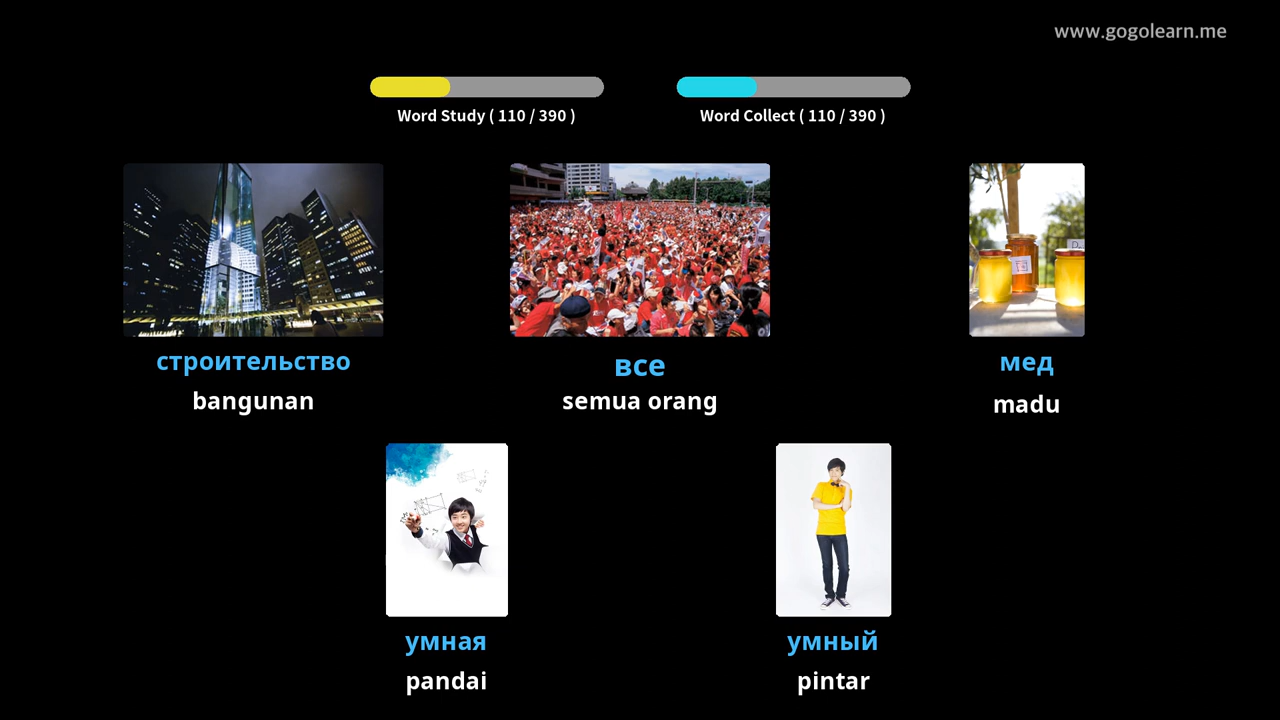 www.gogolearn.me
Word Study ( 110 / 390 )
Word Collect ( 110 / 390 )
строительство
bangunan
все
semua orang
мед
madu
умная
pandai
умный
pintar